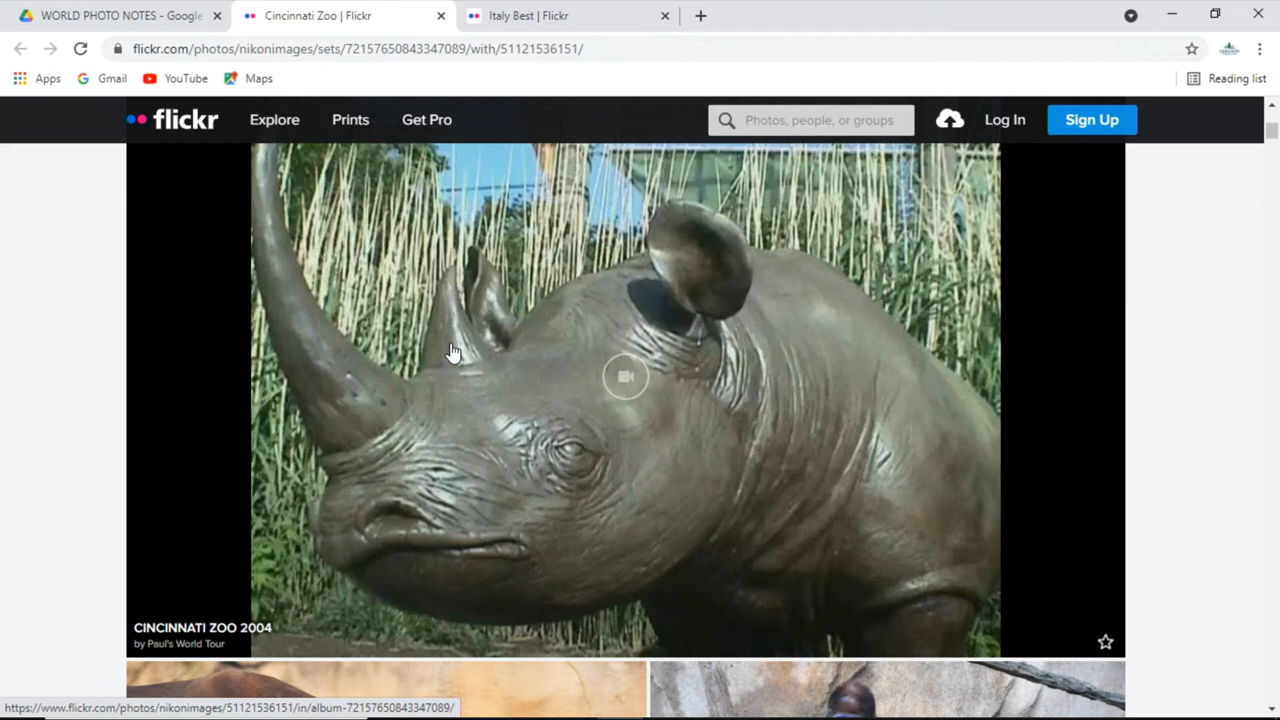 WORLD PHOTO NOTES - Google
Cincinnati Zoo | Flickr
Italy Best | Flickr
flickr.com/photos/nikonimages/sets/72157650843347089/with/51121536151/
Apps
Gmail
YouTube
Maps
Reading list
flickr
Explore
Prints
Get Pro
Photos, people, or groups
Log In
Sign Up
CINCINNATI ZOO 2004
by Paul's World Tour
https://www.flickr.com/photos/nikonimages/51121536151/in/album-72157650843347089/